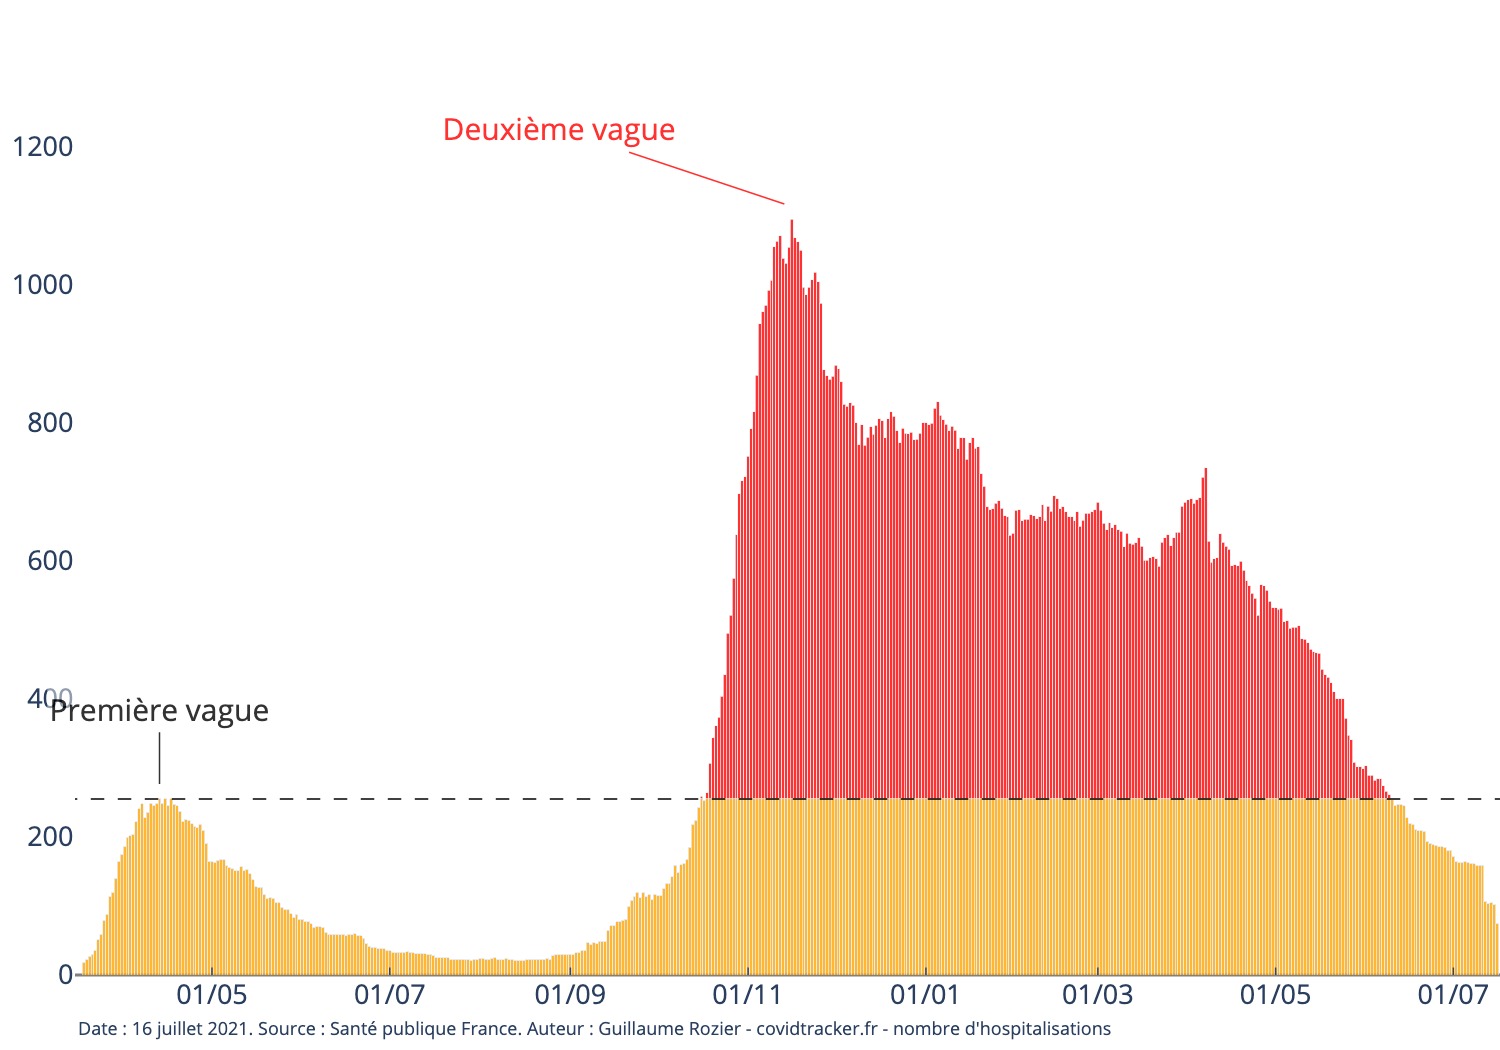 Deuxième vague
1200
1000
800
600
400
Première vague
200
0
01/05 01/07 01/09 01/11 01/01 01/03 01/05 01/07
Date : 16 juillet 2021. Source : Santé publique France. Auteur : Guillaume Rozier - covidtracker.fr - nombre d'hospitalisations